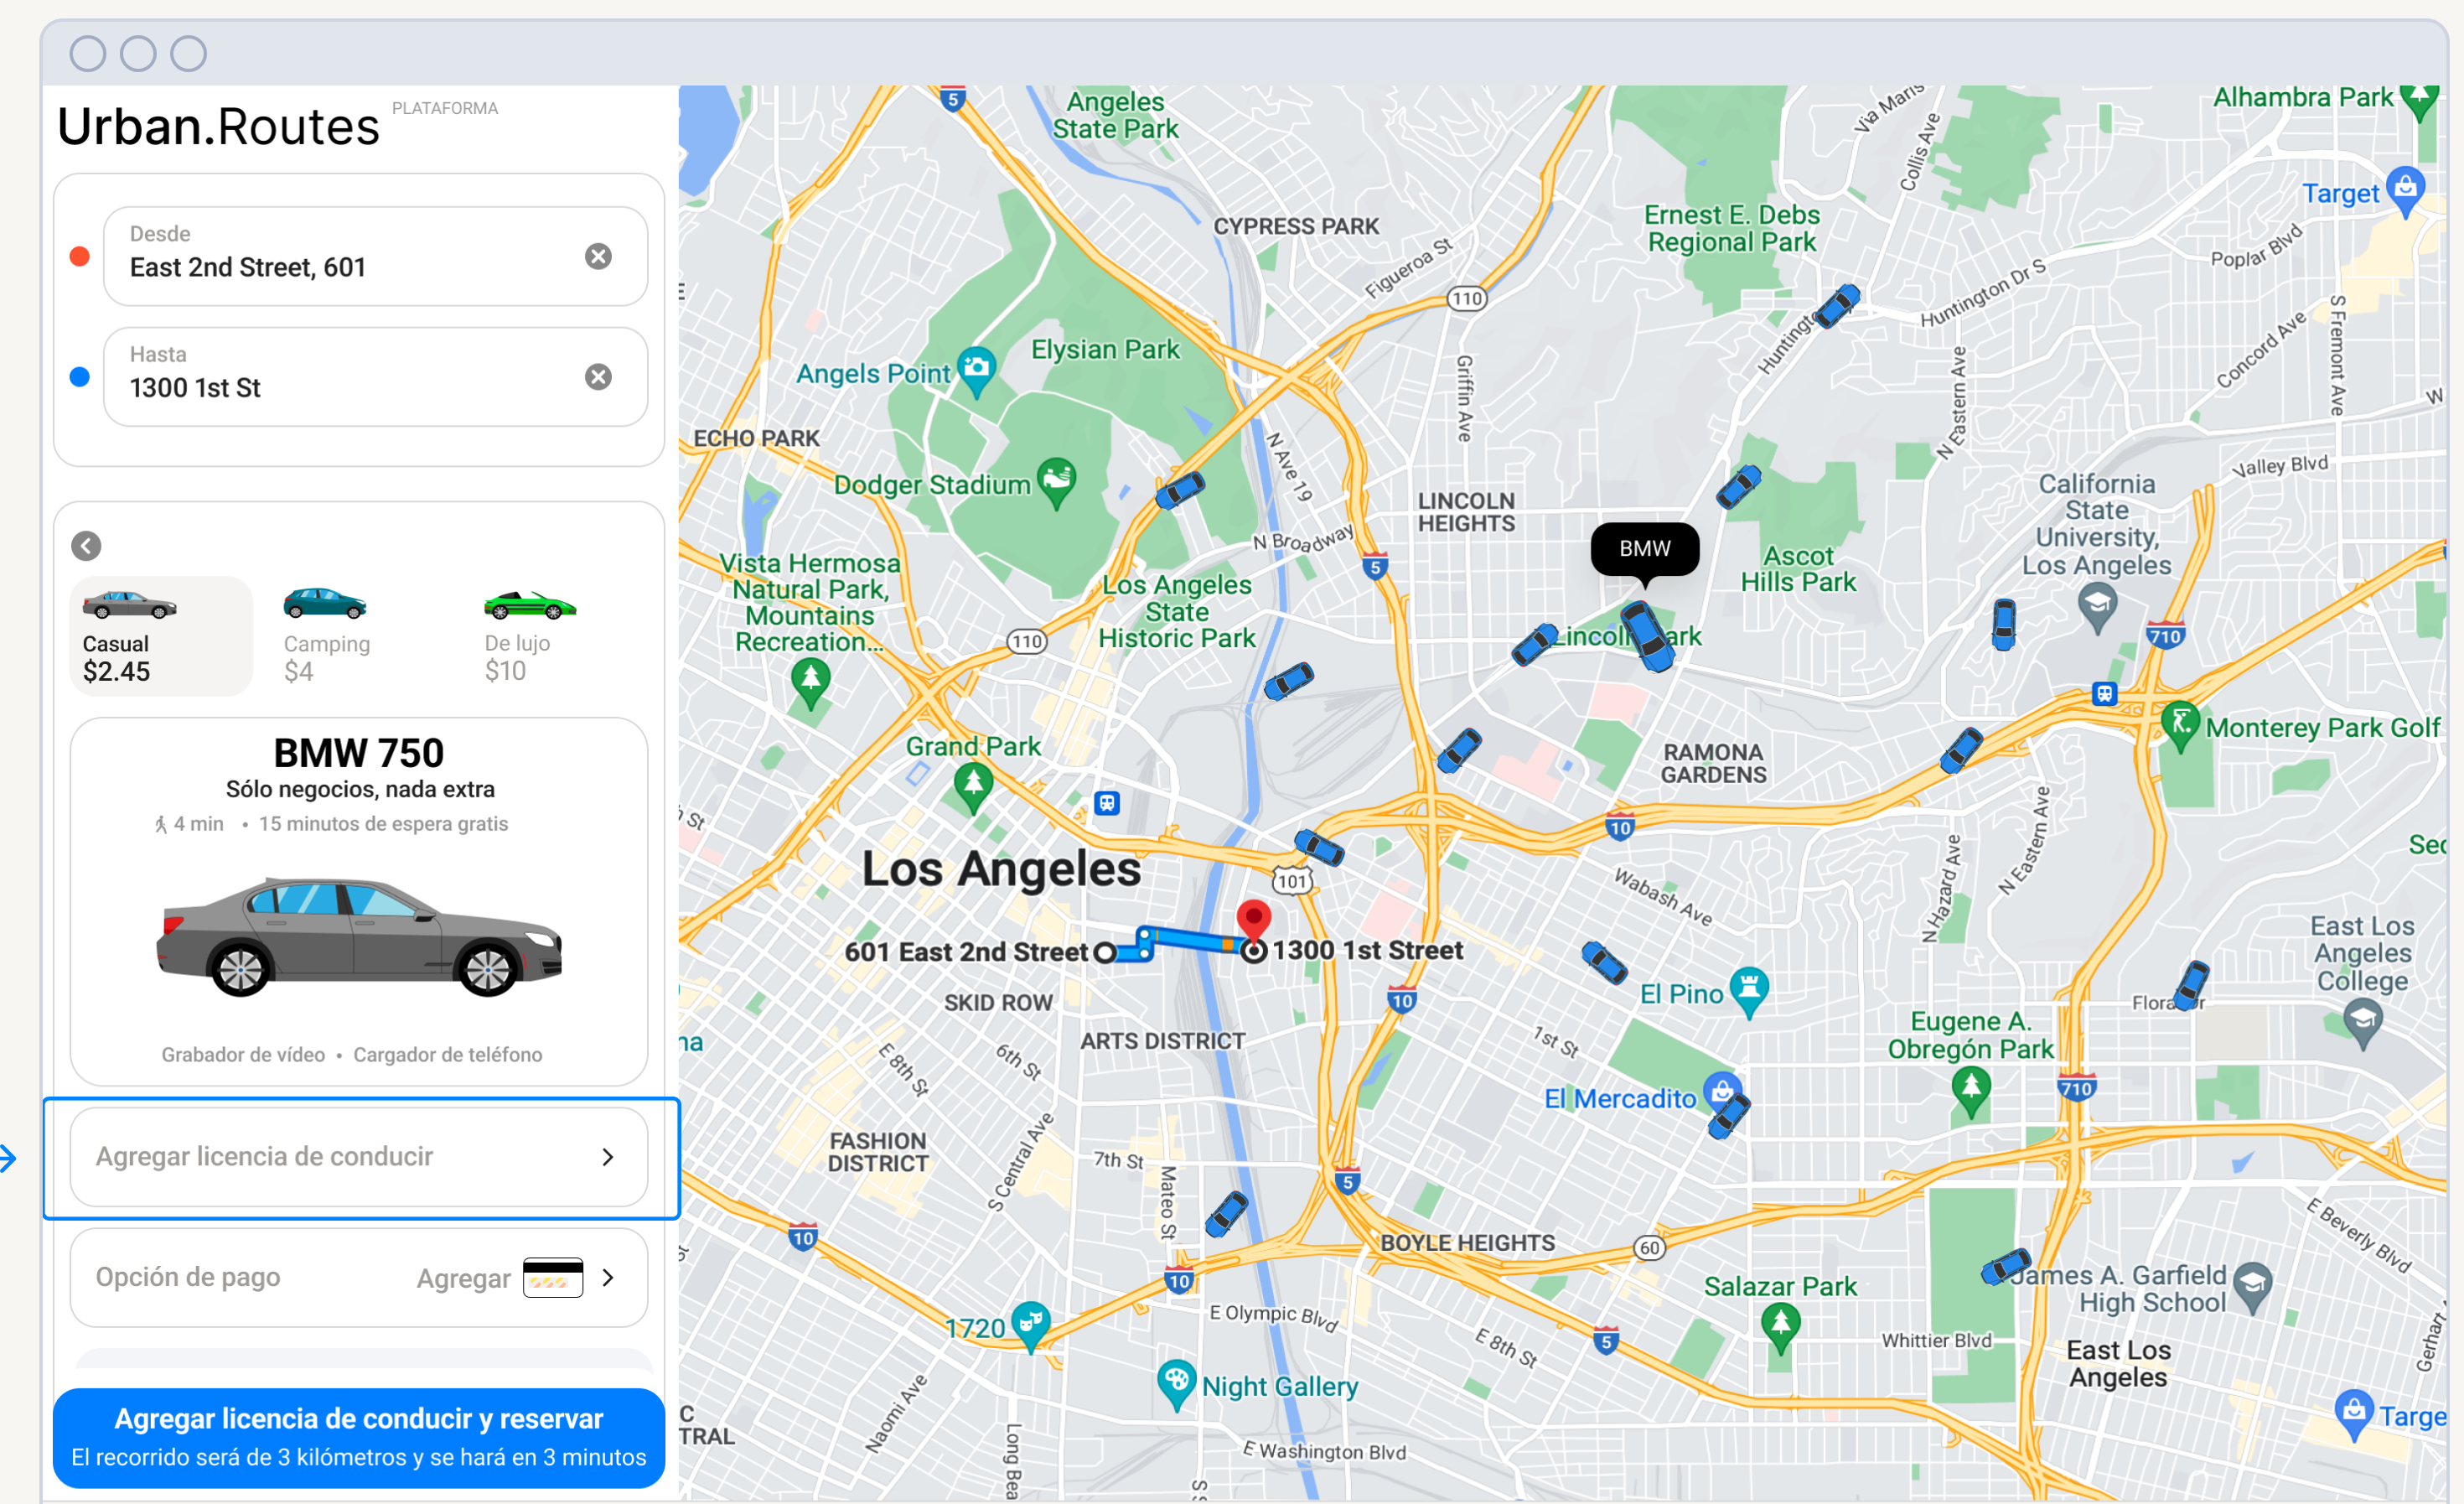 Urban.Routes
PLATAFORMA
Desde
East 2nd Street, 601
Hasta
1300 1st St
Casual
$2.45
Camping
$4
De lujo
$10
BMW 750
Sólo negocios, nada extra
4 min • 15 minutos de espera gratis
Grabador de vídeo • Cargador de teléfono
Agregar licencia de conducir
Opción de pago
Agregar
Agregar licencia de conducir y reservar
El recorrido será de 3 kilómetros y se hará en 3 minutos
5
Angeles
State Park
Via Maris
Collis Ave
Alhambra Park
Target
CYPRESS PARK
Ernest E. Debs
Regional Park
Poplar Blvd
Figueroa St
110
Huntington Dr S
S Fremont Ave
Concord Ave
Elysian Park
Angels Point
Griffin Ave
N Eastern Ave
W
ECHO PARK
N Ave 19
Dodger Stadium
Valley Blvd
LINCOLN
HEIGHTS
California
State
University,
Los Angeles
N Broadway
BMW
5
Ascot
Hills Park
Vista Hermosa
Natural Park,
Mountains
Recreation...
Los Angeles
State
Historic Park
110
710
Monterey Park Golf
Grand Park
RAMONA
GARDENS
10
N Eastern Ave
N Hazard Ave
Los Angeles
101
Wabash Ave
601 East 2nd Street
1300 1st Street
East Los
Angeles
College
SKID ROW
10
El Pino
ARTS DISTRICT
E 8th St
6th St
1st St
Eugene A.
Obregón Park
El Mercadito
710
FASHION
DISTRICT
S Central Ave
7th St
Mateo St
5
10
BOYLE HEIGHTS
60
E Beverly Blvd
10
Salazar Park
James A. Garfield
High School
1720
E Olympic Blvd
E 8th St
5
Whittier Blvd
East Los
Angeles
Night Gallery
Naomi Ave
E Washington Blvd